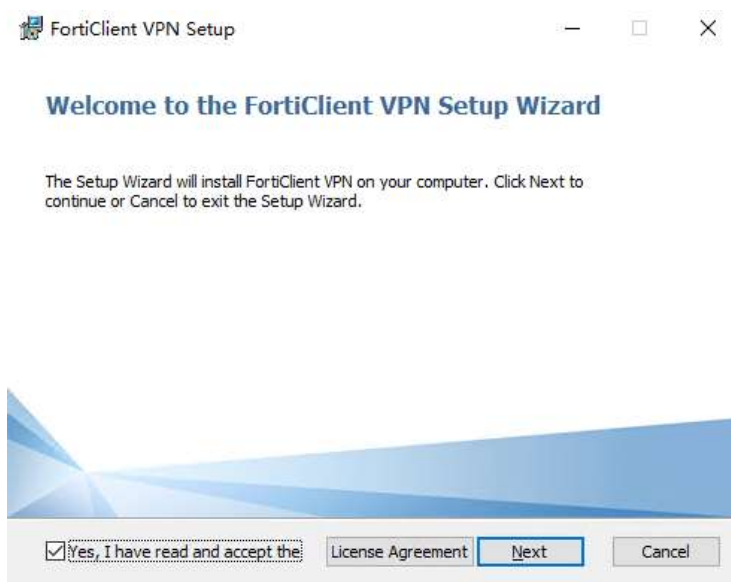 FortiClient VPN Setup
Welcome to the FortiClient VPN Setup Wizard
The Setup Wizard will install FortiClient VPN on your computer. Click Next to
continue or Cancel to exit the Setup Wizard.
Yes, I have read and accept the License Agreement Next Cancel